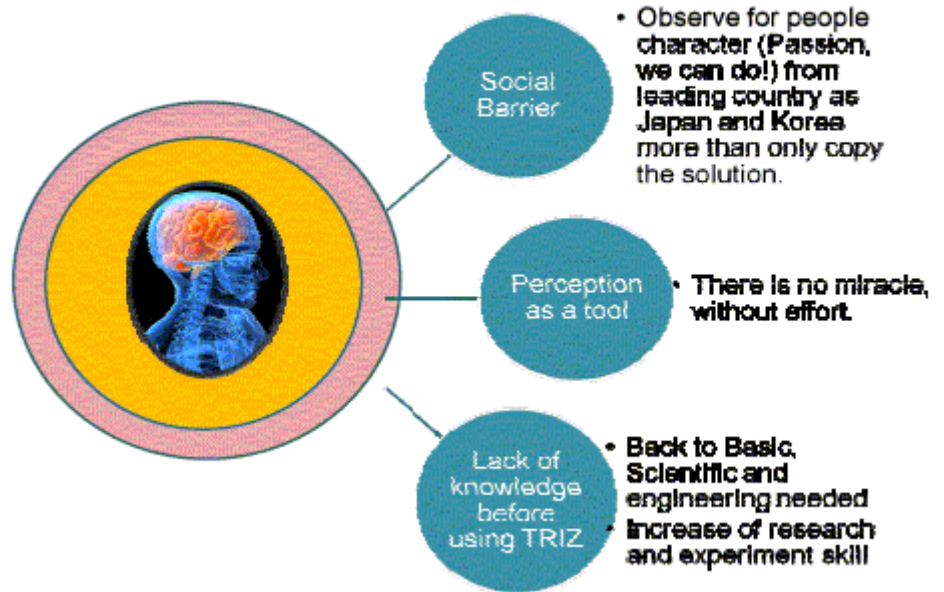 Social
Barrier
• Observe for people
character (Passion,
we can do!) from
leading country as
Japan and Korea
more than only copy
the solution.
Perception
as a tool
• There is no miracle,
without effort.
Lack of
knowledge
before
using TRIZ
• Back to Basic,
Scientific and
engineering needed
• Increase of research
and experiment skill